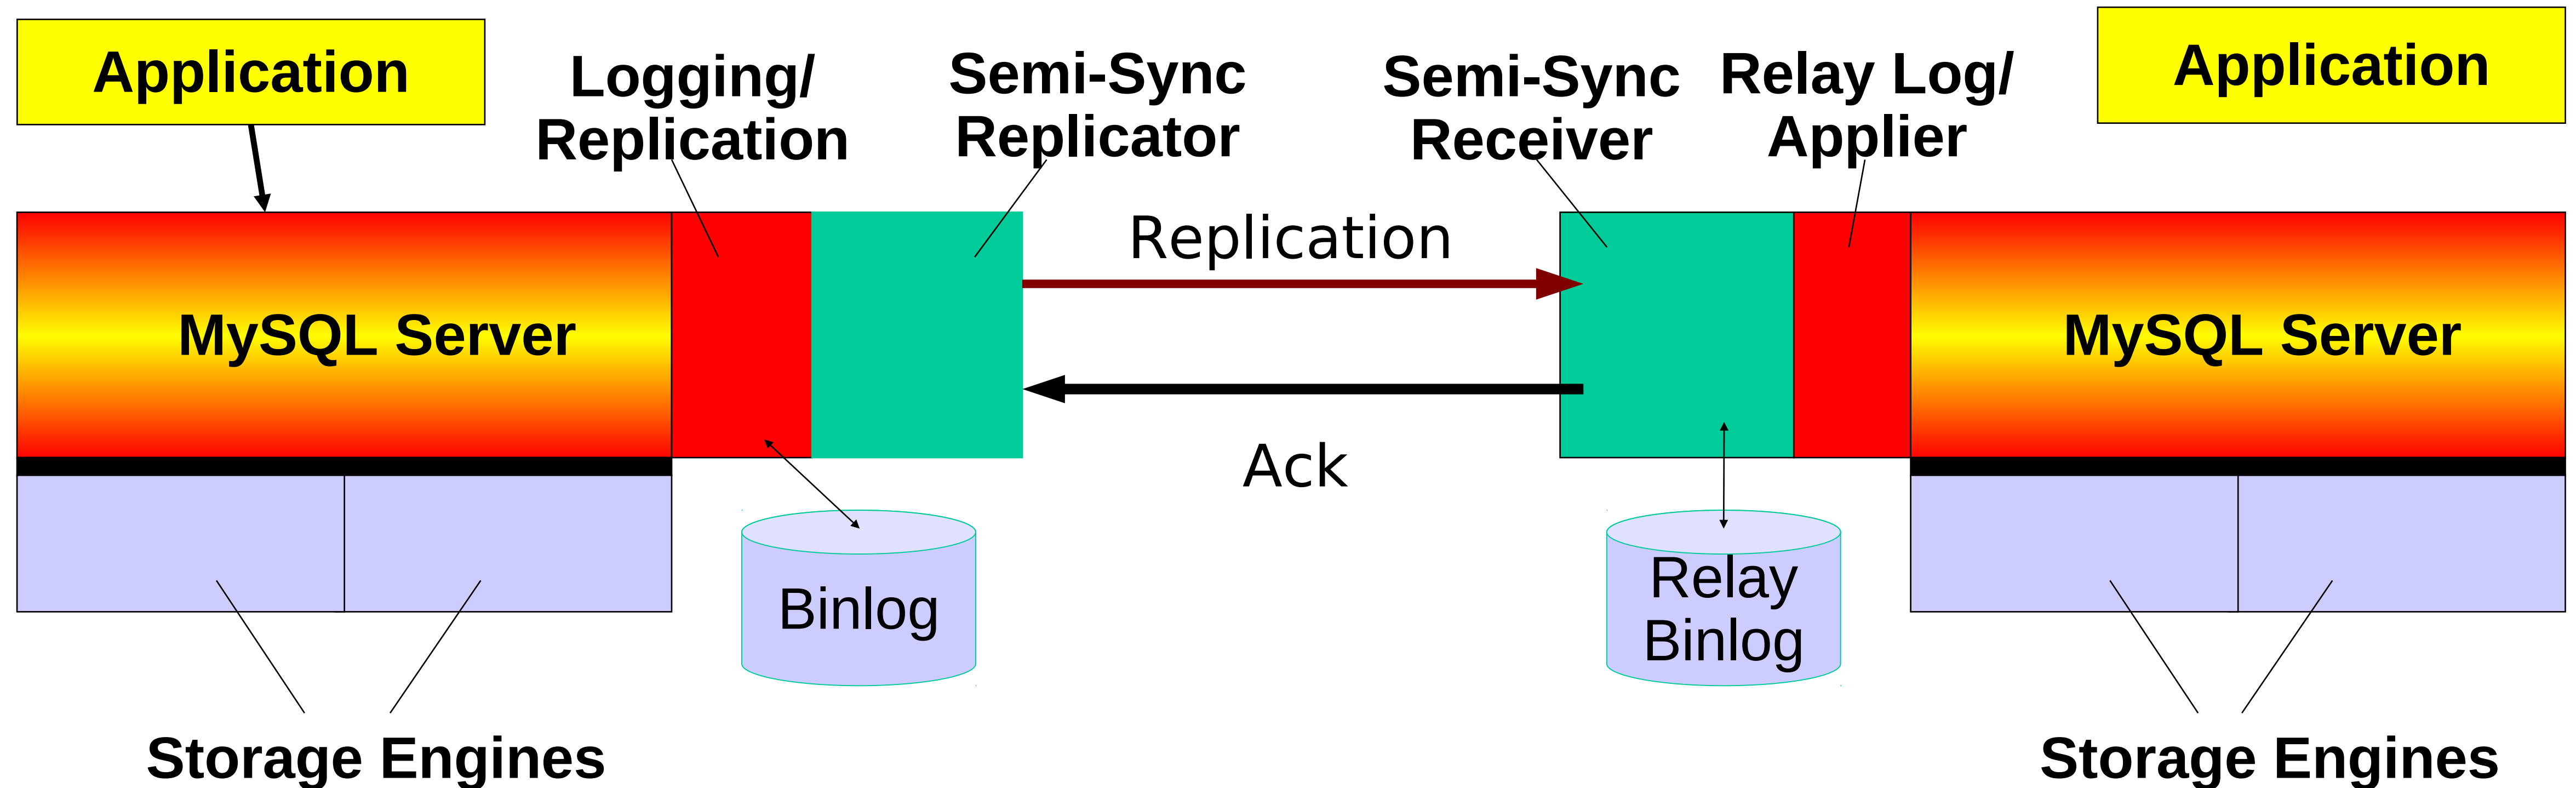 Application
Logging/
Replication
Semi-Sync
Replicator
Semi-Sync
Receiver
Relay Log/
Applier
Application
MySQL Server
Replication
Ack
MySQL Server
Binlog
Relay
Binlog
Storage Engines
Storage Engines